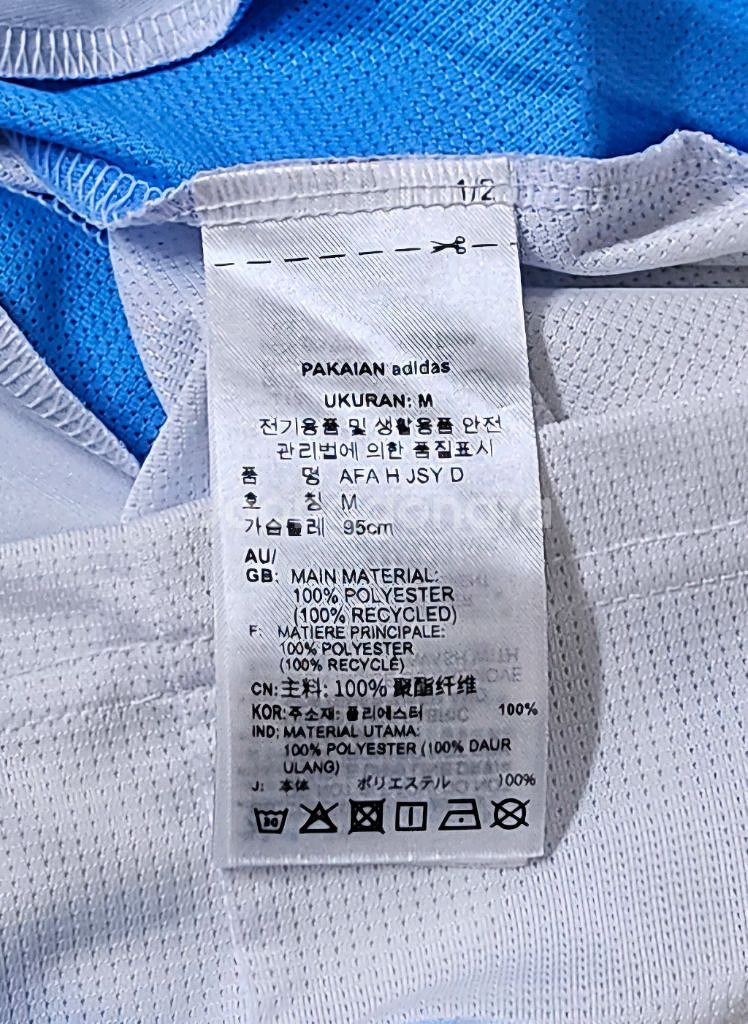 1/2
PAKAIAN adidas
UKURAN: M
전기용품 및 생활용품 안전
관리법에 의한 품질표시
품 명 AFA H JSY D
호 칭 M
가슴둘레 95cm
AU/
GB: MAIN MATERIAL:
100% POLYESTER
(100% RECYCLED)
F: MATIERE PRINCIPALE:
100% POLYESTER
(100% RECYCLÉ)
CN: 主料: 100% 聚酯纤维
KOR: 주소재: 폴리에스터 100%
IND: MATERIAL UTAMA:
100% POLYESTER (100% DAUR
ULANG)
J: 本体 ポリエステル 100%